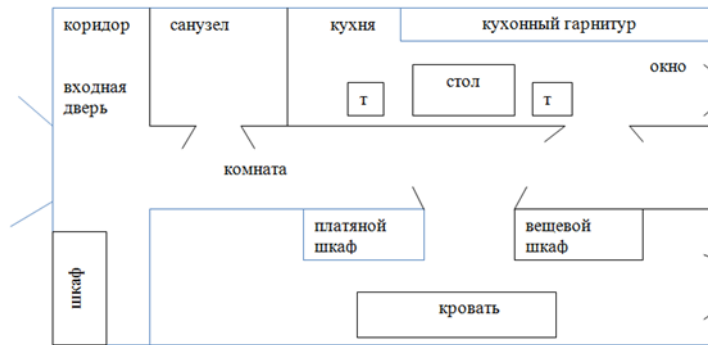 коридор
санузел
кухня
кухонный гарнитур
входная
дверь
окно
стол
т
т
комната
платяной
шкаф
вещевой
шкаф
шкаф
кровать